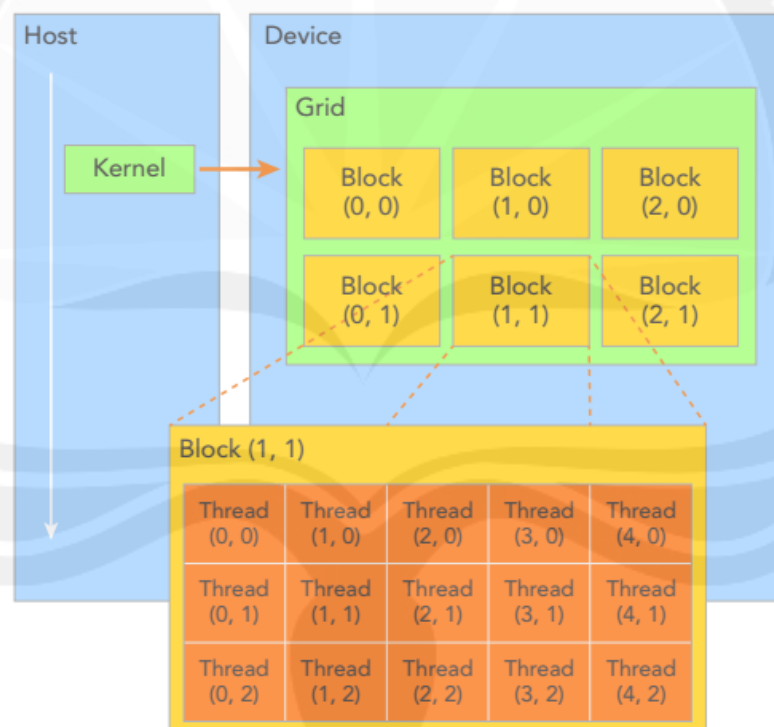 Host
Device
Grid
Kernel
Block
(0, 0)
Block
(1, 0)
Block
(2, 0)
Block
(0, 1)
Block
(1, 1)
Block
(2, 1)
Block (1, 1)
Thread
(0, 0)
Thread
(1, 0)
Thread
(2, 0)
Thread
(3, 0)
Thread
(4, 0)
Thread
(0, 1)
Thread
(1, 1)
Thread
(2, 1)
Thread
(3, 1)
Thread
(4, 1)
Thread
(0, 2)
Thread
(1, 2)
Thread
(2, 2)
Thread
(3, 2)
Thread
(4, 2)